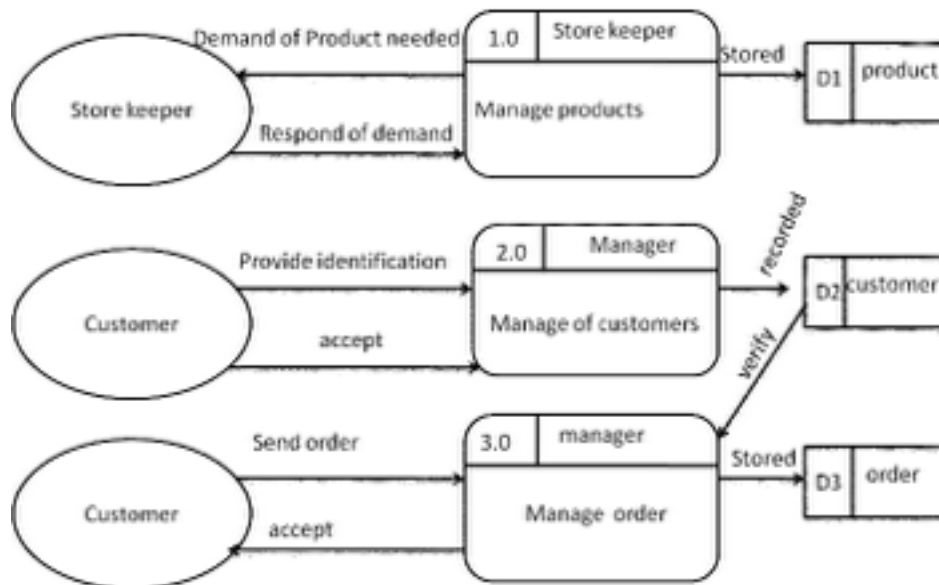 Demand of Product needed
1.0
Store keeper
Stored
D1
product
Store keeper
Manage products
Respond of demand
Provide identification
2.0
Manager
recorded
D2
customer
Customer
accept
Manage of customers
verify
Send order
3.0
manager
Stored
D3
order
Customer
accept
Manage order